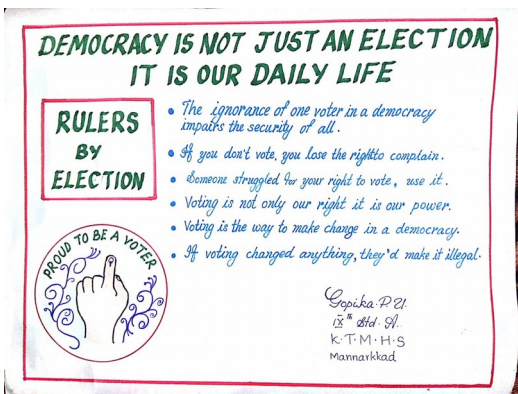 DEMOCRACY IS NOT JUST AN ELECTION
IT IS OUR DAILY LIFE
RULERS
BY
ELECTION
• The ignorance of one voter in a democracy
impairs the security of all.
• If you don't vote, you lose the rightto complain.
• Someone struggled for your right to vote, use it.
• Voting is not only our right it is our power.
• Voting is the way to make change in a democracy.
• If voting changed anything, they'd make it illegal.
PROUD TO BE A VOTER
Gopika.P. 21
IXth Std. A.
K.T.M.H.S
Mannarkkad